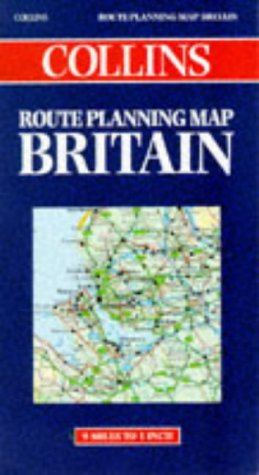 COLLINS ROUTE PLANNING MAP BRITAIN
COLLINS
ROUTE PLANNING MAP
BRITAIN
9 MILES TO 1 INCH